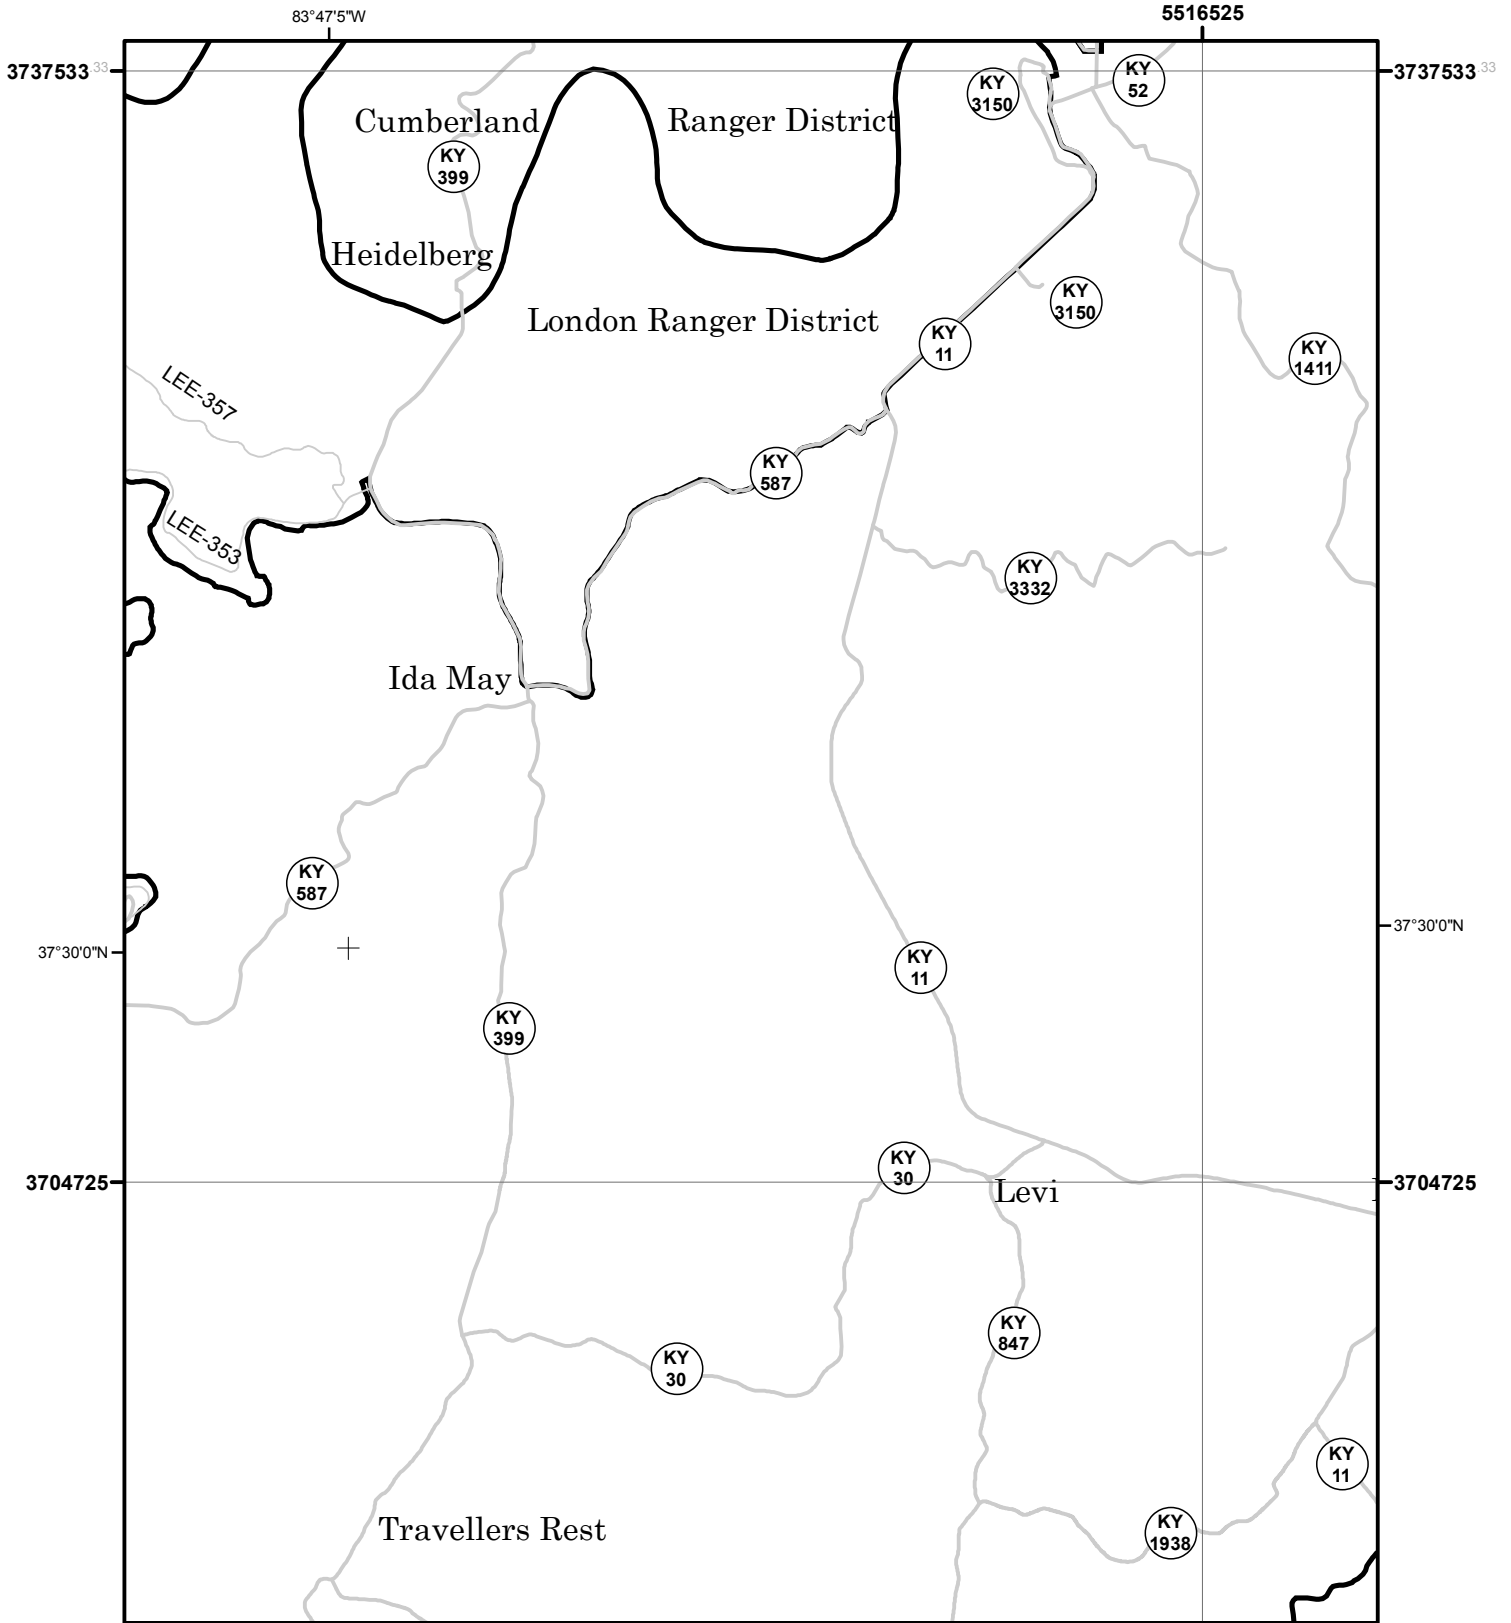 83°47'5"W
5516525
3737533.33
3737533.33
KY
52
KY
3150
Cumberland
Ranger District
KY
399
Heidelberg
KY
3150
London Ranger District
KY
11
KY
1411
LEE-357
KY
587
LEE-353
KY
3332
Ida May
KY
587
37°30'0"N
37°30'0"N
KY
11
KY
399
KY
30
3704725
Levi
3704725
KY
847
KY
30
KY
11
Travellers Rest
KY
1938